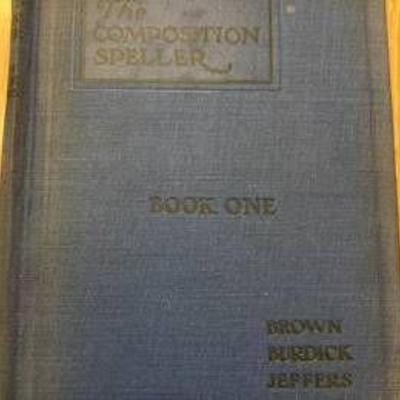 The
COMPOSITION
SPELLER
BOOK ONE
BROWN
BURDICK
JEFFERS